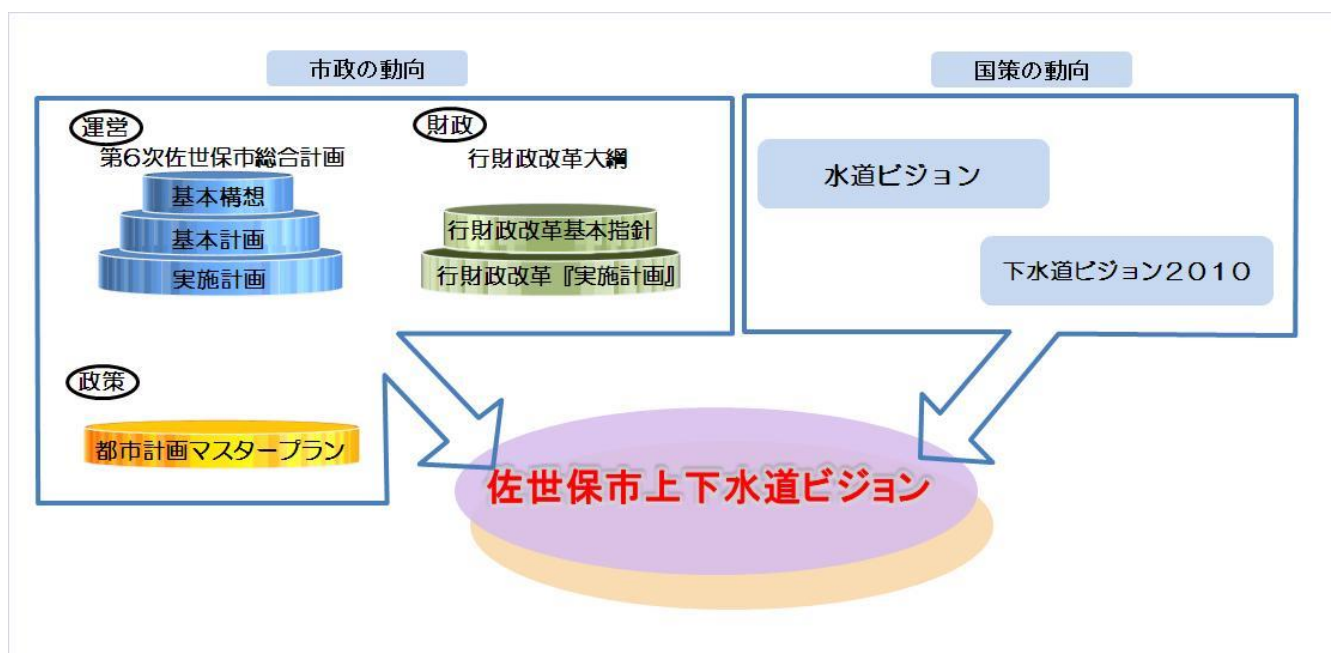 市政の動向
運営
第6次佐世保市総合計画
基本構想
基本計画
実施計画
財政
行財政改革大綱
行財政改革基本指針
行財政改革『実施計画』
政策
都市計画マスタープラン
国策の動向
水道ビジョン
下水道ビジョン2010
佐世保市上下水道ビジョン